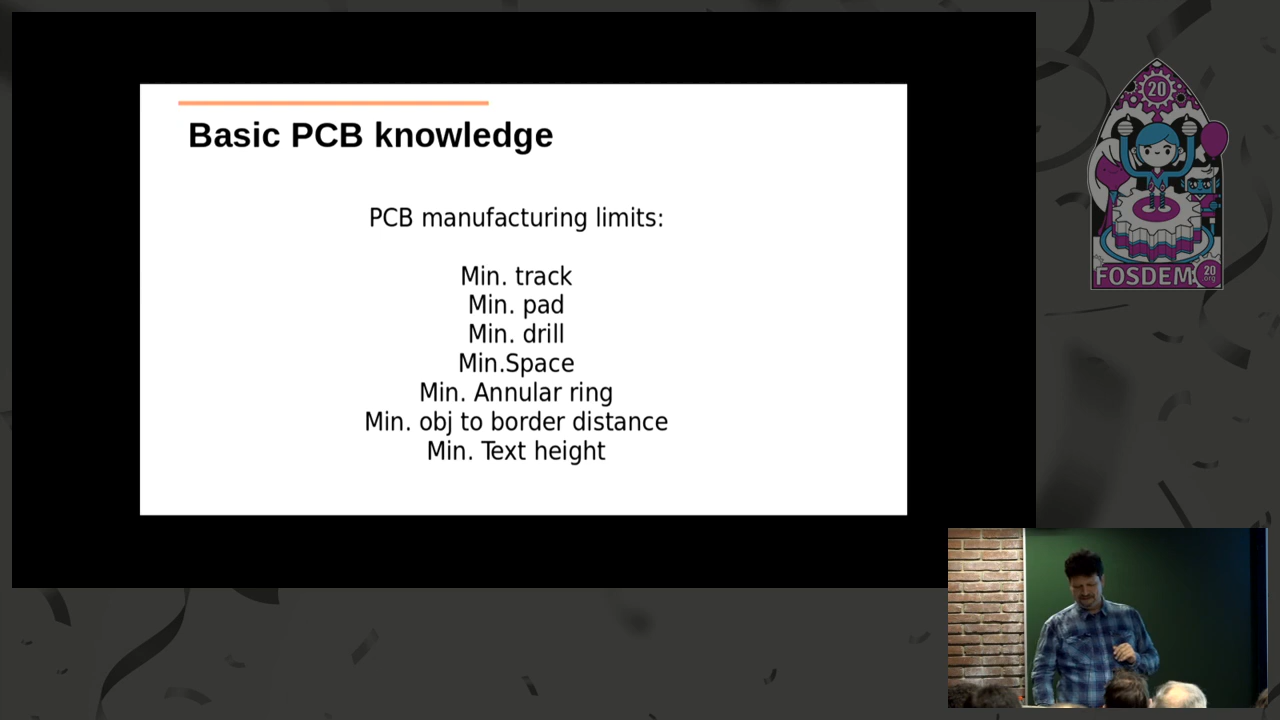 Basic PCB knowledge
PCB manufacturing limits:
Min. track
Min. pad
Min. drill
Min.Space
Min. Annular ring
Min. obj to border distance
Min. Text height
20
FOSDEM
20
org